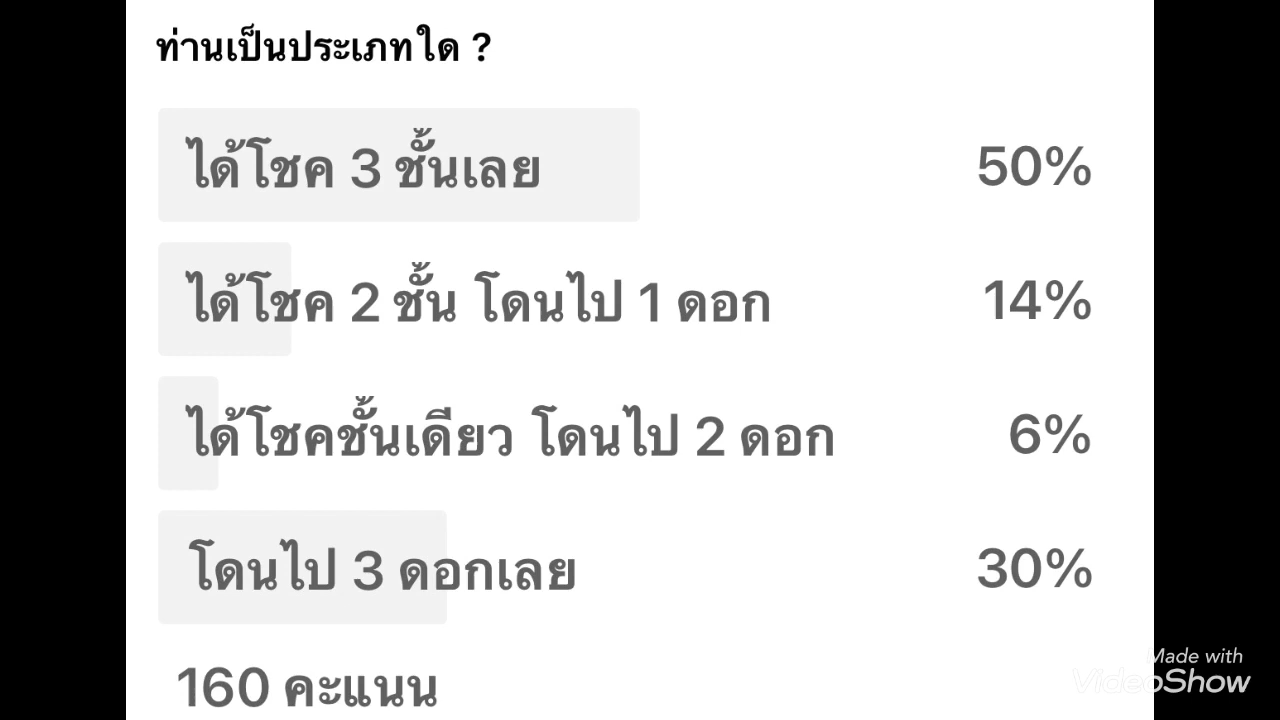 ท่านเป็นประเภทใด ?
ได้โชค 3 ชั้นเลย 50%
ได้โชค 2 ชั้น โดนไป 1 ดอก 14%
ได้โชคชั้นเดียว โดนไป 2 ดอก 6%
โดนไป 3 ดอกเลย 30%
160 คะแนน
Made with
VideoShow